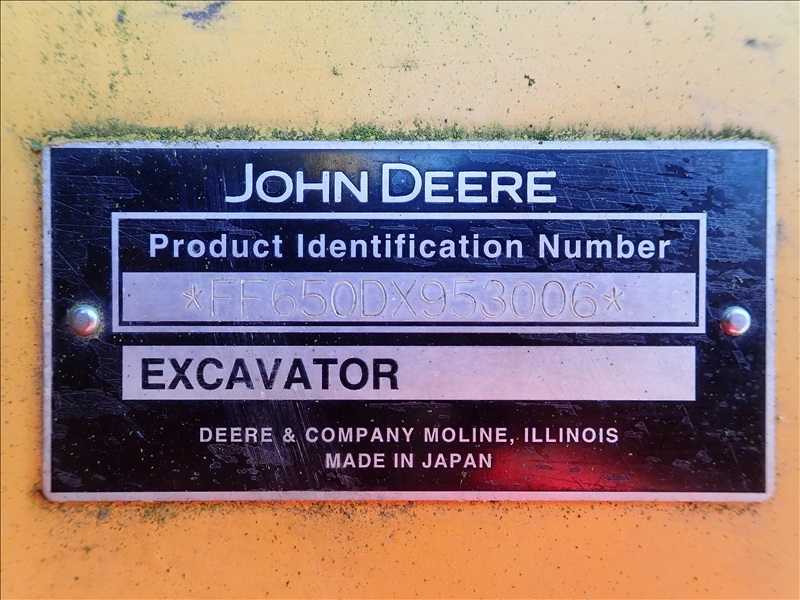 JOHN DEERE
Product Identification Number
*FF650DX953006*
EXCAVATOR
DEERE & COMPANY MOLINE, ILLINOIS
MADE IN JAPAN